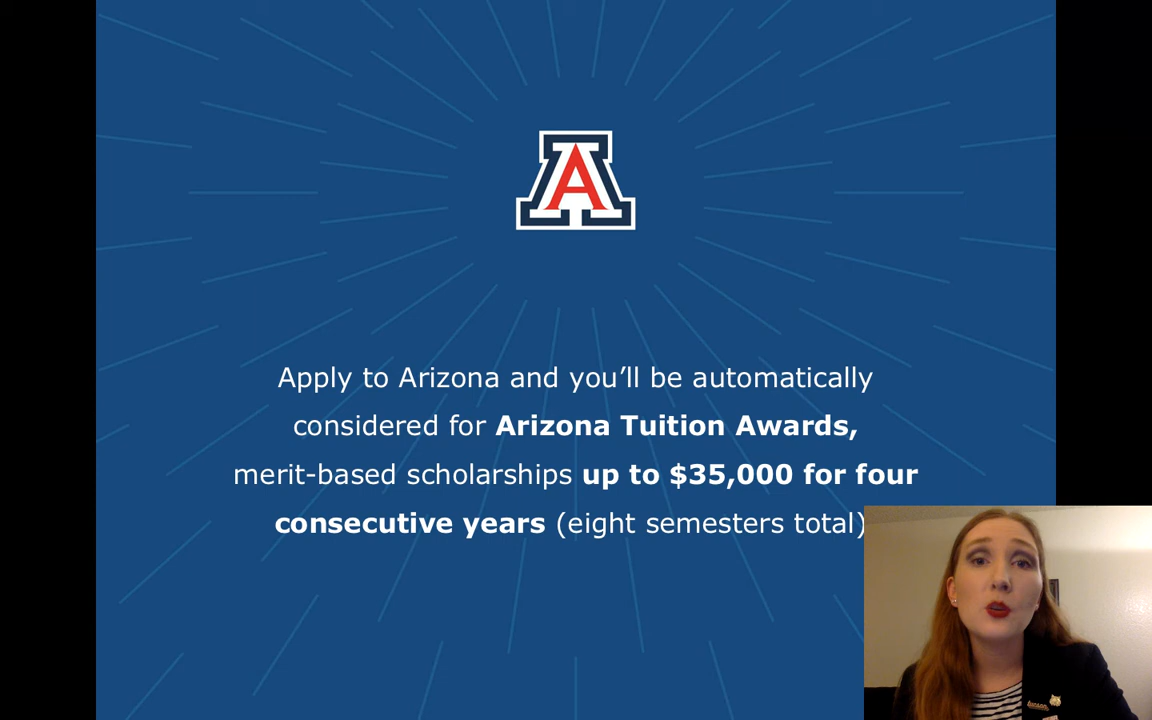 A
Apply to Arizona and you’ll be automatically
considered for Arizona Tuition Awards,
merit-based scholarships up to $35,000 for four
consecutive years (eight semesters total)